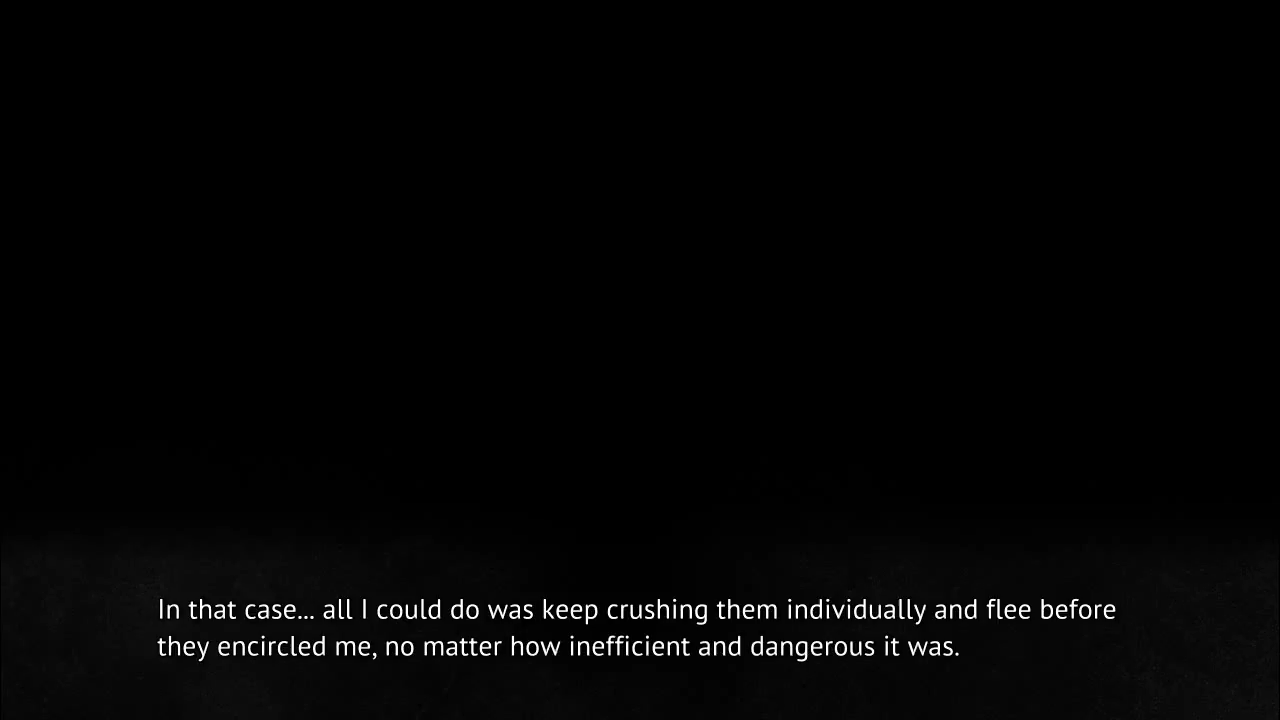 In that case... all I could do was keep crushing them individually and flee before
they encircled me, no matter how inefficient and dangerous it was.